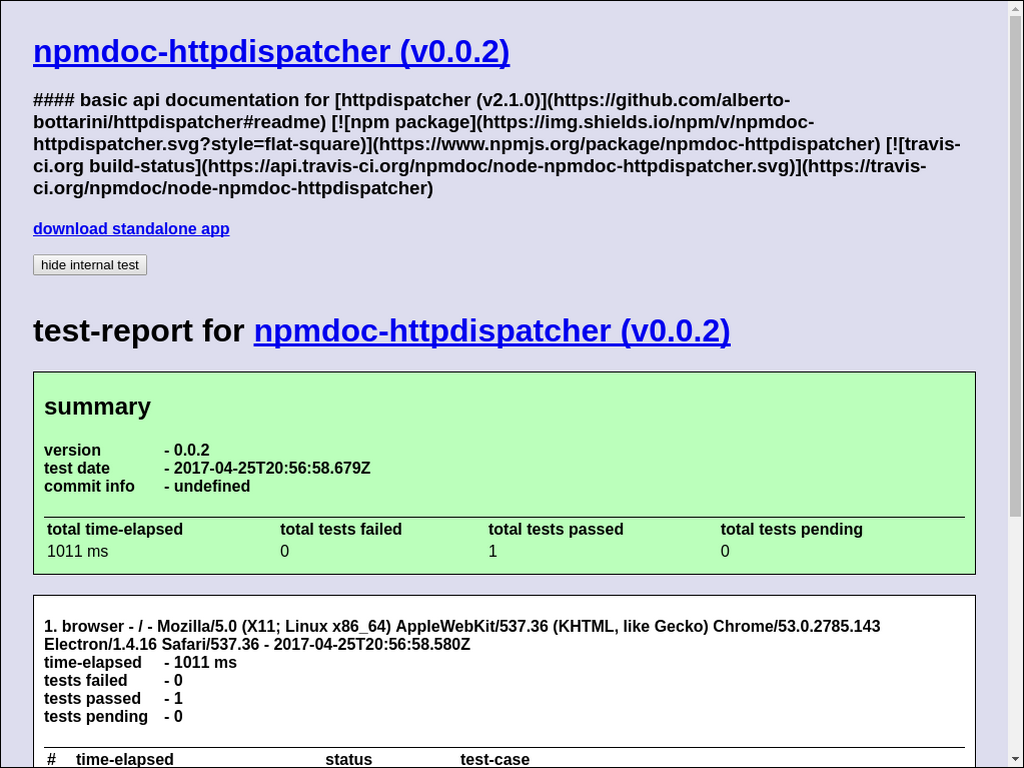 npmdoc-httpdispatcher (v0.0.2)
#### basic api documentation for [httpdispatcher (v2.1.0)](https://github.com/alberto-
bottarini/httpdispatcher#readme) [![npm package](https://img.shields.io/npm/v/npmdoc-
httpdispatcher.svg?style=flat-square)](https://www.npmjs.org/package/npmdoc-httpdispatcher) [![travis-
ci.org build-status](https://api.travis-ci.org/npmdoc/node-npmdoc-httpdispatcher.svg)](https://travis-
ci.org/npmdoc/node-npmdoc-httpdispatcher)
download standalone app
hide internal test
test-report for npmdoc-httpdispatcher (v0.0.2)
summary
version - 0.0.2
test date - 2017-04-25T20:56:58.679Z
commit info - undefined
total time-elapsed total tests failed total tests passed total tests pending
1011 ms 0 1 0
1. browser - / - Mozilla/5.0 (X11; Linux x86_64) AppleWebKit/537.36 (KHTML, like Gecko) Chrome/53.0.2785.143
Electron/1.4.16 Safari/537.36 - 2017-04-25T20:56:58.580Z
time-elapsed - 1011 ms
tests failed - 0
tests passed - 1
tests pending - 0
# time-elapsed status test-case